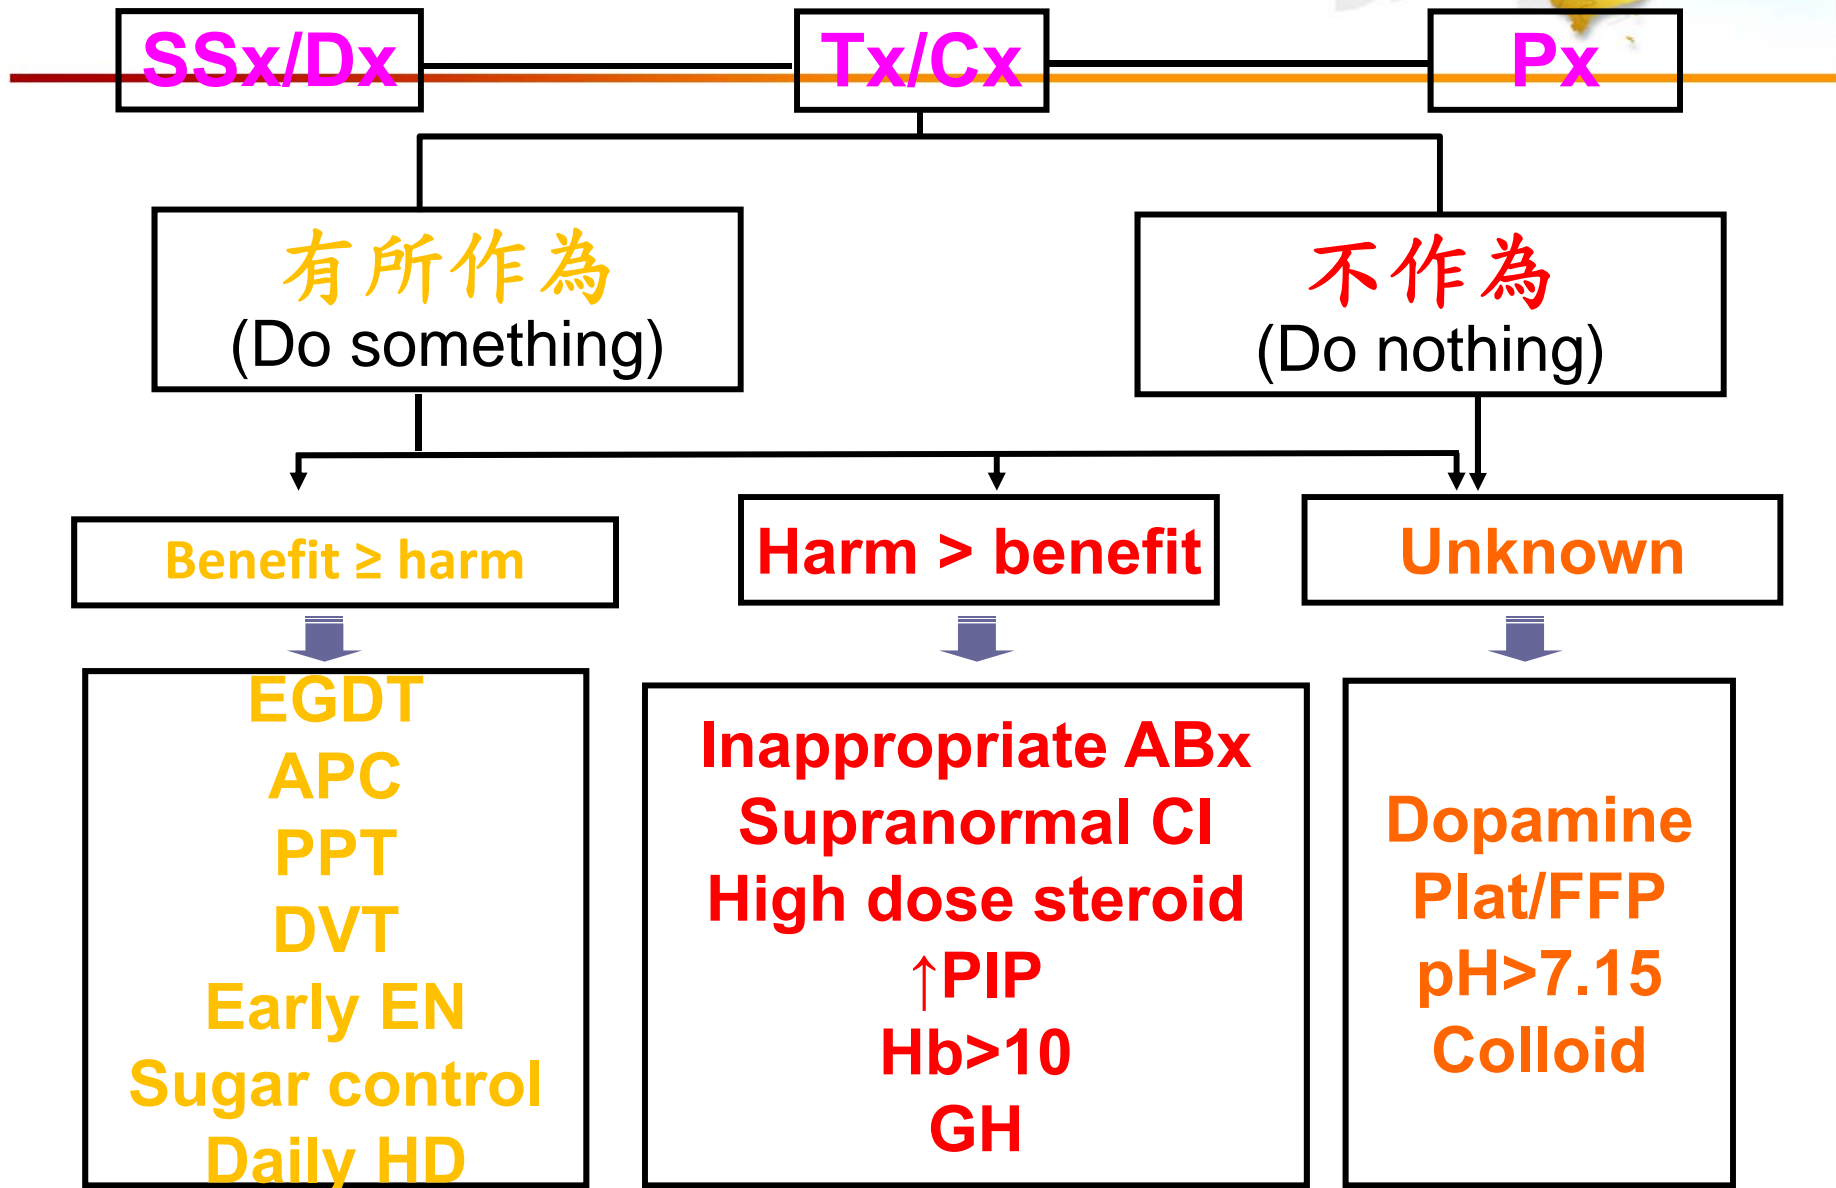 SSx/Dx
Tx/Cx
Px
有所作為
(Do something)
不作為
(Do nothing)
Benefit ≥ harm
Harm > benefit
Unknown
EGDT
APC
PPT
DVT
Early EN
Sugar control
Daily HD
Inappropriate ABx
Supranormal CI
High dose steroid
↑PIP
Hb>10
GH
Dopamine
Plat/FFP
pH>7.15
Colloid